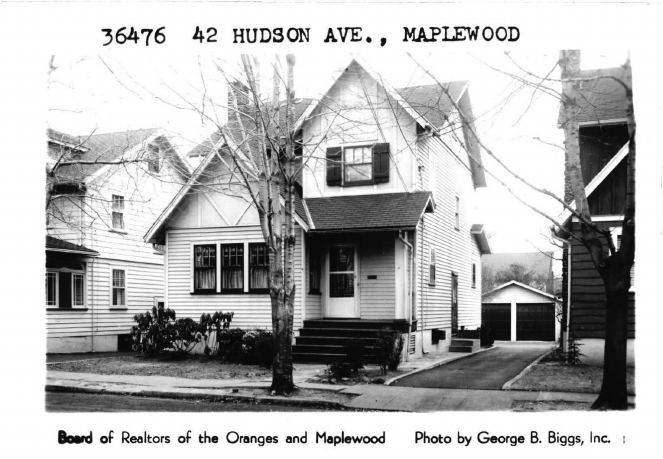 36476 42 HUDSON AVE., MAPLEWOOD
Board of Realtors of the Oranges and Maplewood Photo by George B. Biggs, Inc.